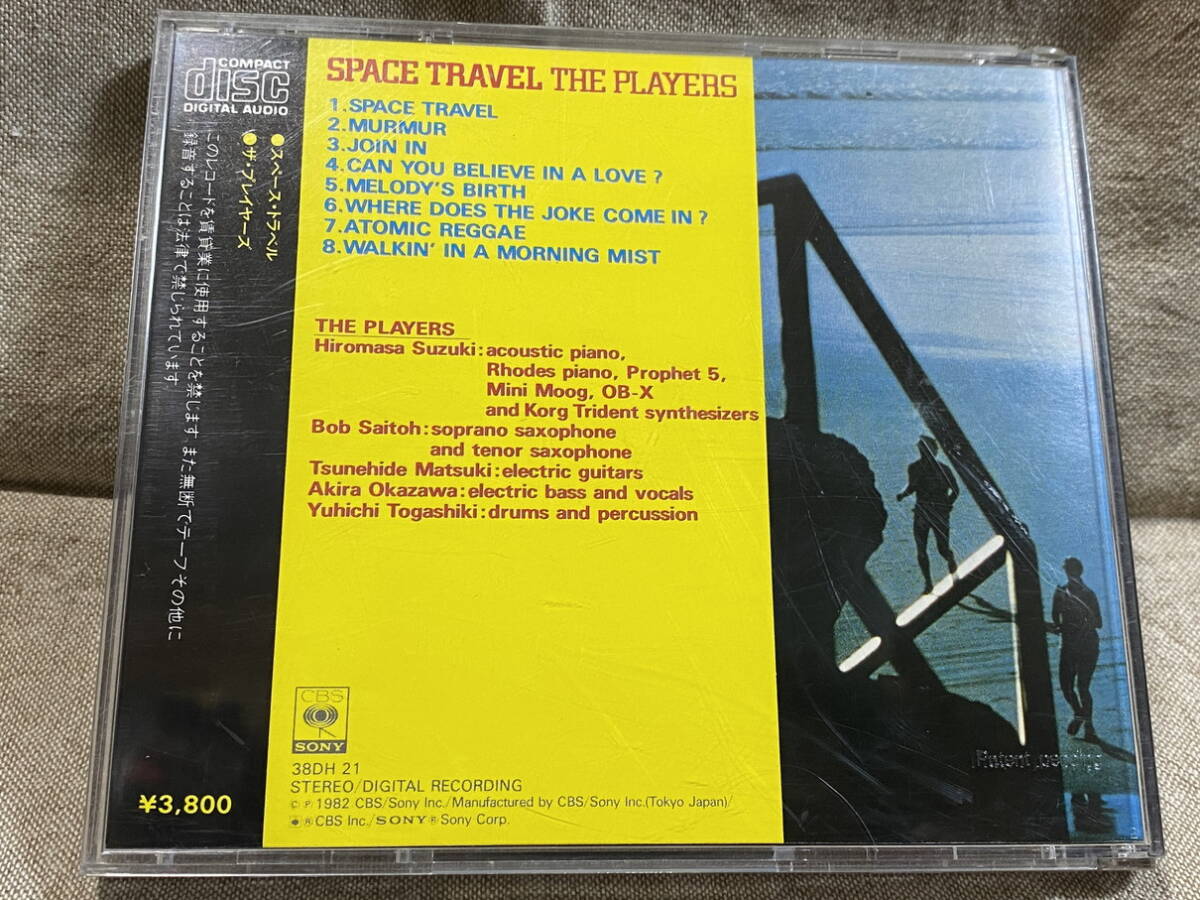 COMPACT
disc
DIGITAL AUDIO
●スペース・トラベル
●ザ・プレイヤーズ
このレコードを賃貸業に使用することを禁じます。また無断でテープその他に
録音することは法律で禁じられています。
¥3,800
SPACE TRAVEL THE PLAYERS
1.SPACE TRAVEL
2.MURMUR
3.JOIN IN
4.CAN YOU BELIEVE IN A LOVE ?
5.MELODY'S BIRTH
6.WHERE DOES THE JOKE COME IN ?
7.ATOMIC REGGAE
8.WALKIN' IN A MORNING MIST
THE PLAYERS
Hiromasa Suzuki:acoustic piano,
Rhodes piano, Prophet 5,
Mini Moog, OB-X
and Korg Trident synthesizers
Bob Saitoh:soprano saxophone
and tenor saxophone
Tsunehide Matsuki:electric guitars
Akira Okazawa:electric bass and vocals
Yuhichi Togashiki:drums and percussion
CBS
SONY
38DH 21
STEREO/DIGITAL RECORDING
© ℗ 1982 CBS/Sony Inc./Manufactured by CBS/Sony Inc.(Tokyo Japan)/
® CBS Inc./SONY® Sony Corp.
Patent pending